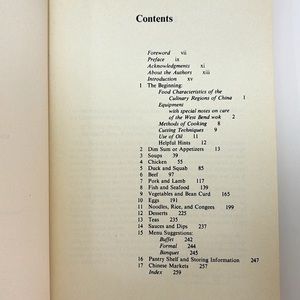 Contents
Foreword vii
Preface ix
Acknowledgments xi
About the Authors xiii
Introduction xv
1 The Beginning:
Food Characteristics of the
Culinary Regions of China 1
Equipment
with special notes on care
of the West Bend wok 2
Methods of Cooking 8
Cutting Techniques 9
Use of Oil 11
Helpful Hints 12
2 Dim Sum or Appetizers 13
3 Soups 39
4 Chicken 55
5 Duck and Squab 85
6 Beef 97
7 Pork and Lamb 117
8 Fish and Seafood 139
9 Vegetables and Bean Curd 165
10 Eggs 191
11 Noodles, Rice, and Congees 199
12 Desserts 225
13 Teas 235
14 Sauces and Dips 237
15 Menu Suggestions:
Buffet 242
Formal 244
Banquet 245
16 Pantry Shelf and Storing Information 247
17 Chinese Markets 257
Index 259